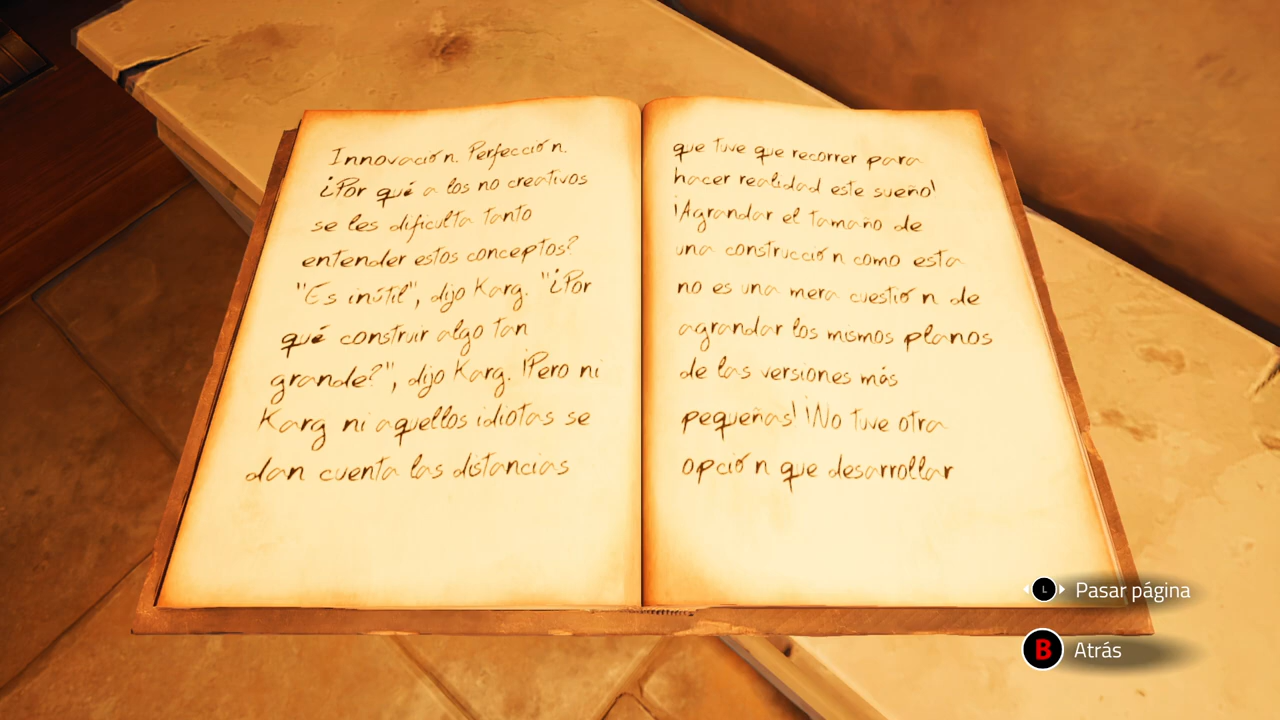 Innovación. Perfección.
¿Por qué a los no creativos
se les dificulta tanto
entender estos conceptos?
"Es inútil", dijo Karg. "¿Por
qué construir algo tan
grande?", dijo Karg. ¡Pero ni
Karg ni aquellos idiotas se
dan cuenta las distancias
que tuve que recorrer para
hacer realidad este sueño!
¡Agrandar el tamaño de
una construcción como esta
no es una mera cuestión de
agrandar los mismos planos
de las versiones más
pequeñas! ¡No tuve otra
opción que desarrollar
L Pasar página
B Atrás